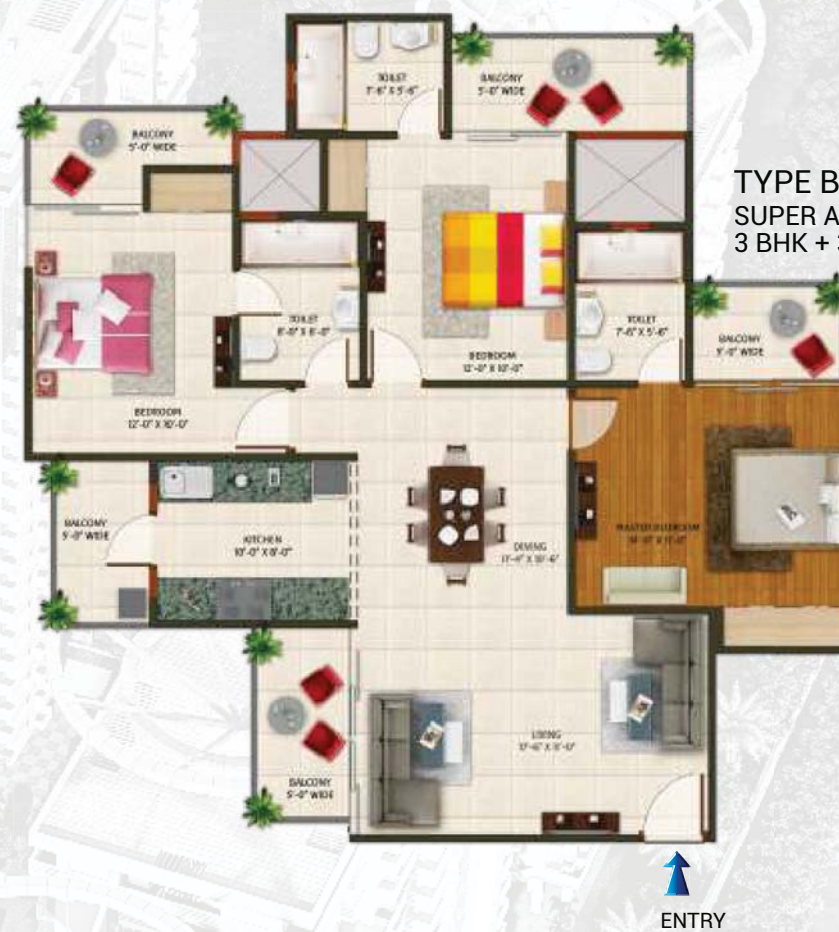 TOILET
7'-6" X 5'-6"
BALCONY
5'-0" WIDE
BALCONY
5'-0" WIDE
TYPE B
SUPER A
3 BHK +
TOILET
8'-0" X 6'-0"
TOILET
7'-6" X 5'-6"
BALCONY
5'-0" WIDE
BEDROOM
12'-0" X 10'-0"
BEDROOM
12'-0" X 10'-0"
BALCONY
5'-0" WIDE
KITCHEN
10'-0" X 8'-0"
DINING
MASTER BEDROOM
LIVING
BALCONY
5'-0" WIDE
ENTRY